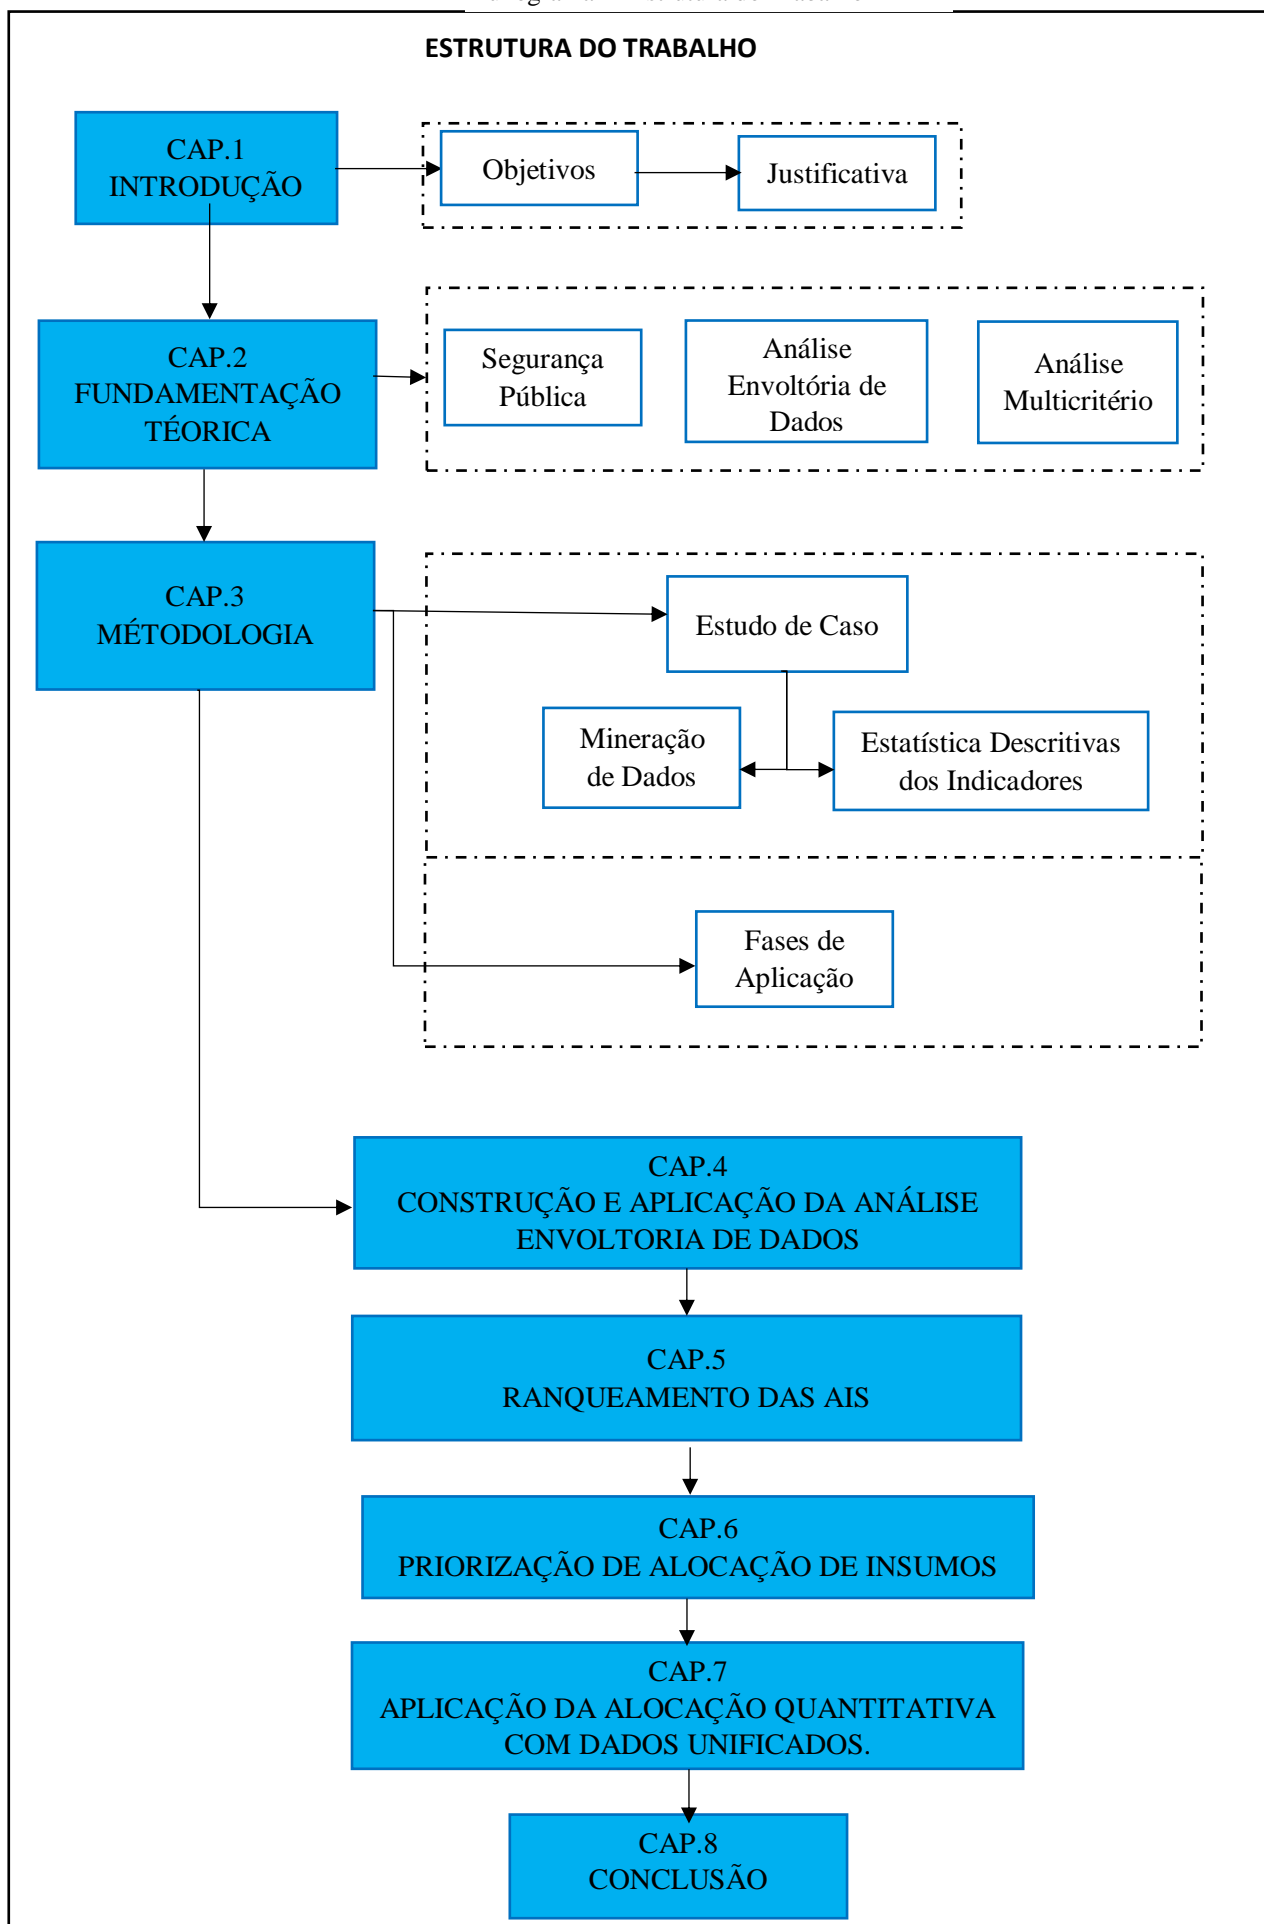 ESTRUTURA DO TRABALHO
CAP.1
INTRODUÇÃO
Objetivos
Justificativa
CAP.2
FUNDAMENTAÇÃO
TÉORICA
Segurança
Pública
Análise
Envoltória de
Dados
Análise
Multicritério
CAP.3
MÉTODOLOGIA
Estudo de Caso
Mineração
de Dados
Estatística Descritivas
dos Indicadores
Fases de
Aplicação
CAP.4
CONSTRUÇÃO E APLICAÇÃO DA ANÁLISE
ENVOLTORIA DE DADOS
CAP.5
RANQUEAMENTO DAS AIS
CAP.6
PRIORIZAÇÃO DE ALOCAÇÃO DE INSUMOS
CAP.7
APLICAÇÃO DA ALOCAÇÃO QUANTITATIVA
COM DADOS UNIFICADOS.
CAP.8
CONCLUSÃO